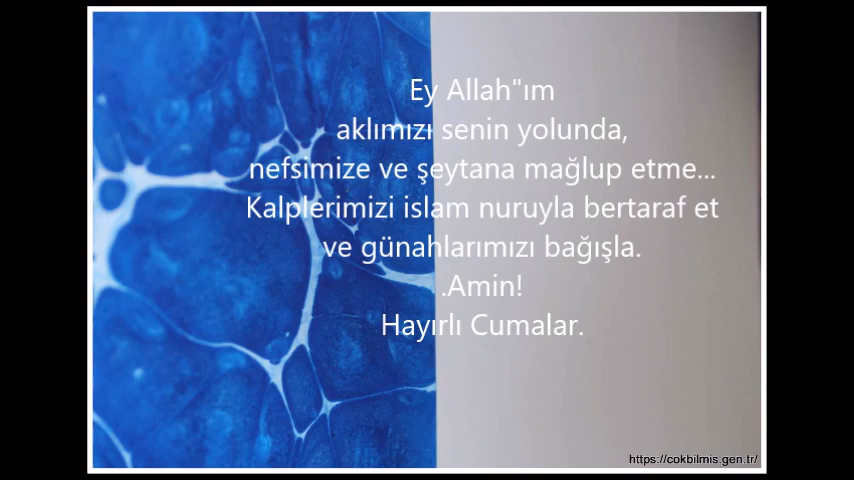 Ey Allah"ım
aklımızı senin yolunda,
nefsimize ve şeytana mağlup etme...
Kalplerimizi islam nuruyla bertaraf et
ve günahlarımızı bağışla.
.Amin!
Hayırlı Cumalar.
https://cokbilmis.gen.tr/